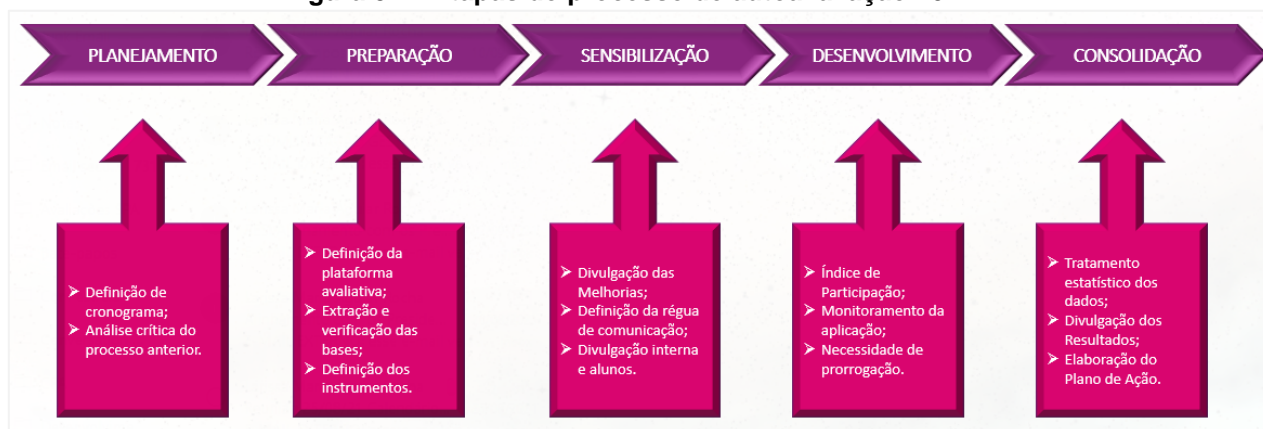 PLANEJAMENTO
PREPARAÇÃO
SENSIBILIZAÇÃO
DESENVOLVIMENTO
CONSOLIDAÇÃO
➢ Definição de
cronograma;
➢ Análise crítica do
processo anterior.
➢ Definição da
plataforma
avaliativa;
➢ Extração e
verificação das
bases;
➢ Definição dos
instrumentos.
➢ Divulgação das
Melhorias;
➢ Definição da régua
de comunicação;
➢ Divulgação interna
e alunos.
➢ Índice de
Participação;
➢ Monitoramento da
aplicação;
➢ Necessidade de
prorrogação.
➢ Tratamento
estatístico dos
dados;
➢ Divulgação dos
Resultados;
➢ Elaboração do
Plano de Ação.